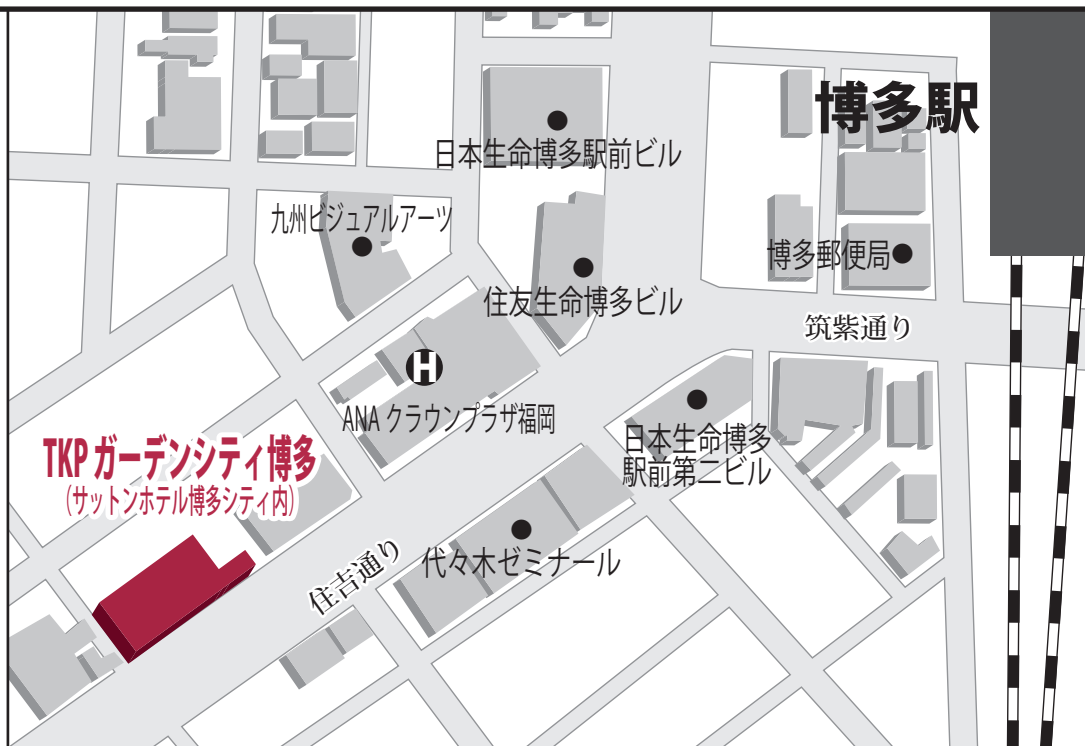 博多駅
日本生命博多駅前ビル
九州ビジュアルアーツ
博多郵便局
住友生命博多ビル
筑紫通り
H
ANA クラウンプラザ福岡
日本生命博多
駅前第二ビル
TKP ガーデンシティ博多
(サットンホテル博多シティ内)
代々木ゼミナール
住吉通り